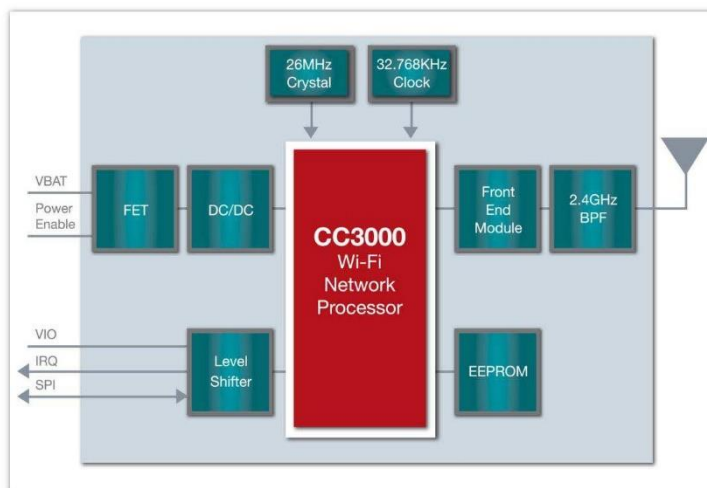 26MHz
Crystal
32.768KHz
Clock
VBAT
Power
Enable
FET
DC/DC
CC3000
Wi-Fi
Network
Processor
Front
End
Module
2.4GHz
BPF
VIO
IRQ
SPI
Level
Shifter
EEPROM